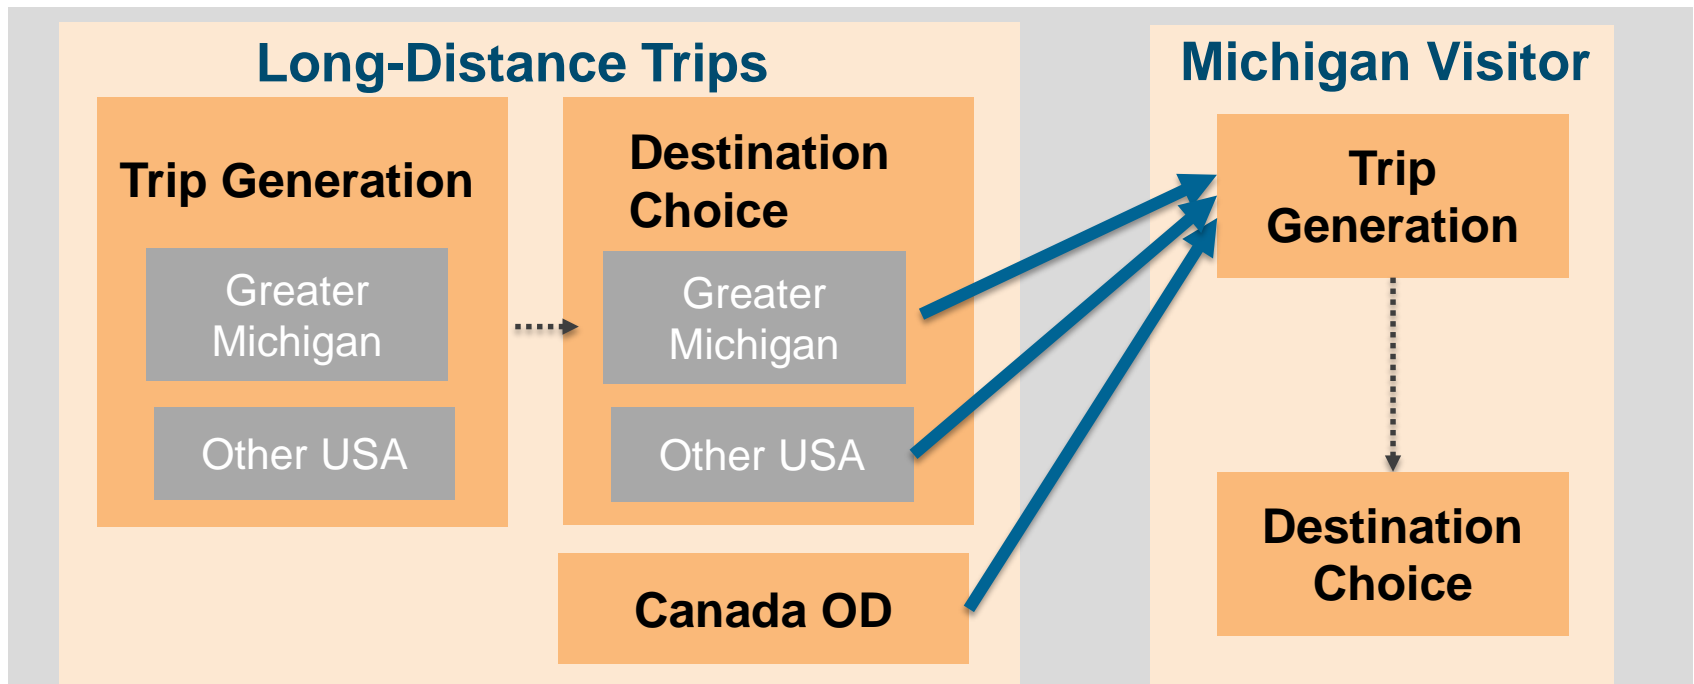 Long-Distance Trips
Trip Generation
Greater
Michigan
Other USA
Destination
Choice
Greater
Michigan
Other USA
Canada OD
Michigan Visitor
Trip
Generation
Destination
Choice